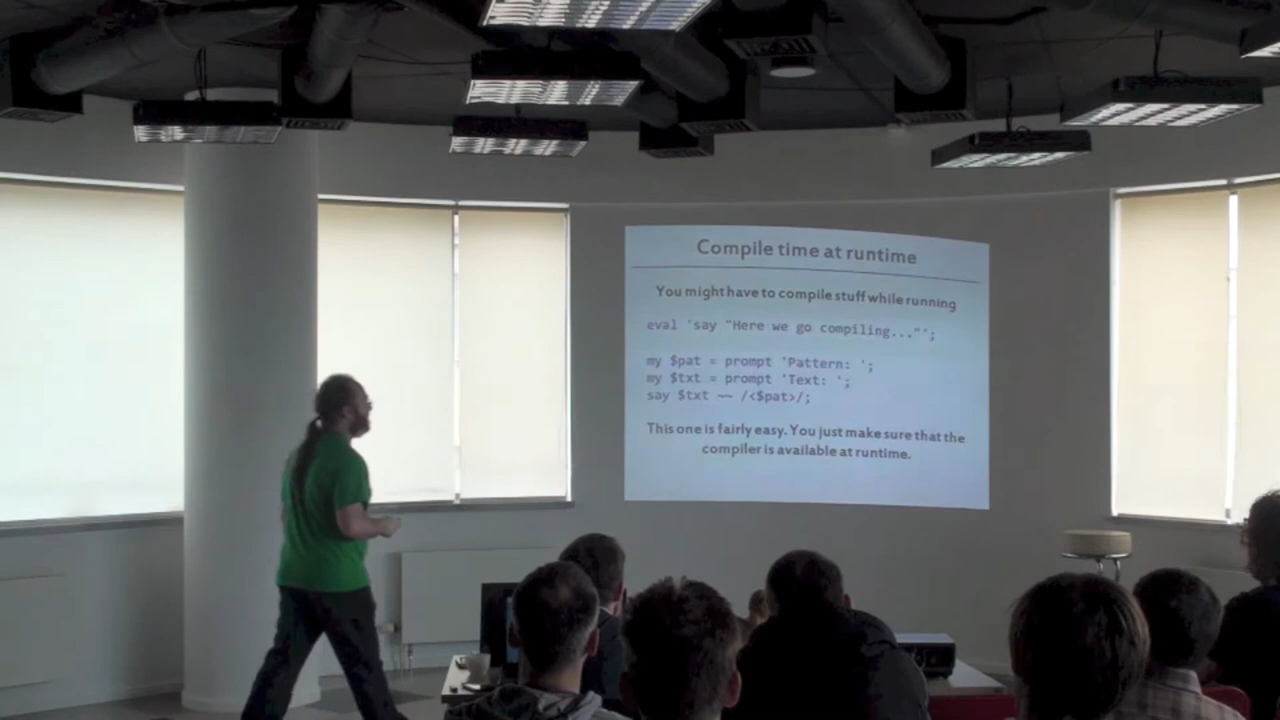 Compile time at runtime
You might have to compile stuff while running
eval 'say "Here we go compiling..."';
my $pat = prompt 'Pattern: ';
my $txt = prompt 'Text: ';
say $txt ~~ /<$pat>/;
This one is fairly easy. You just make sure that the
compiler is available at runtime.